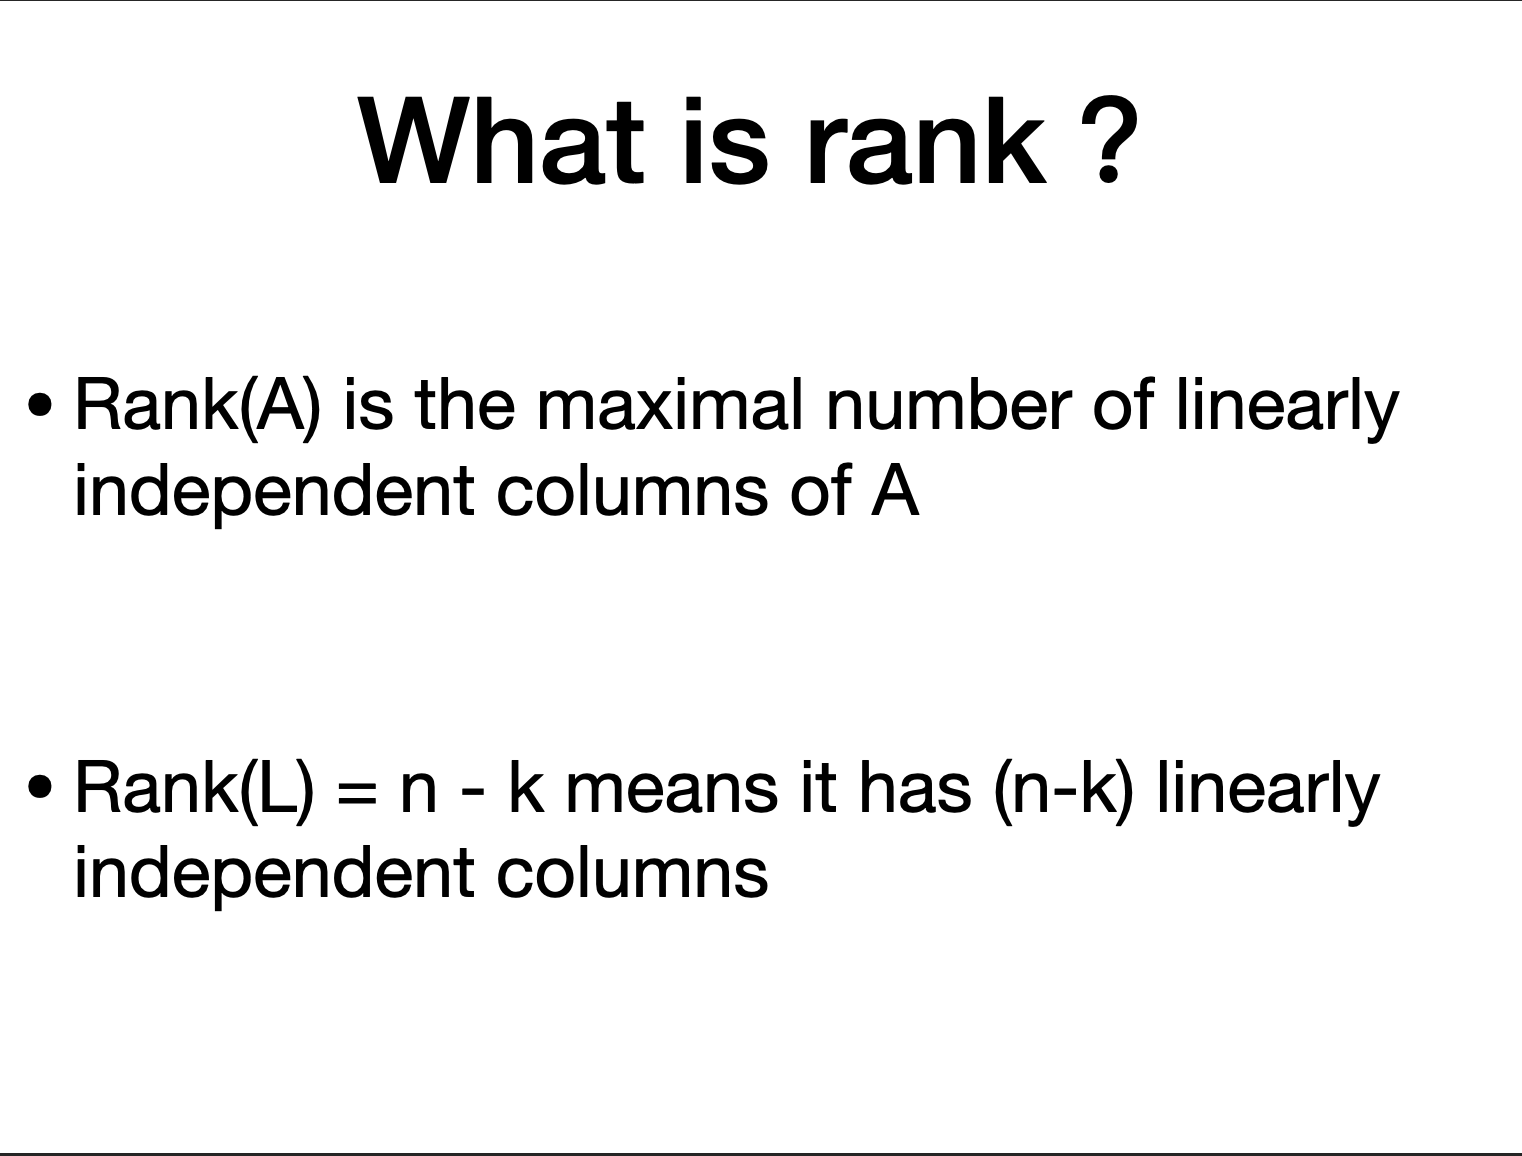 What is rank ?
• Rank(A) is the maximal number of linearly
independent columns of A
• Rank(L) = n - k means it has (n-k) linearly
independent columns